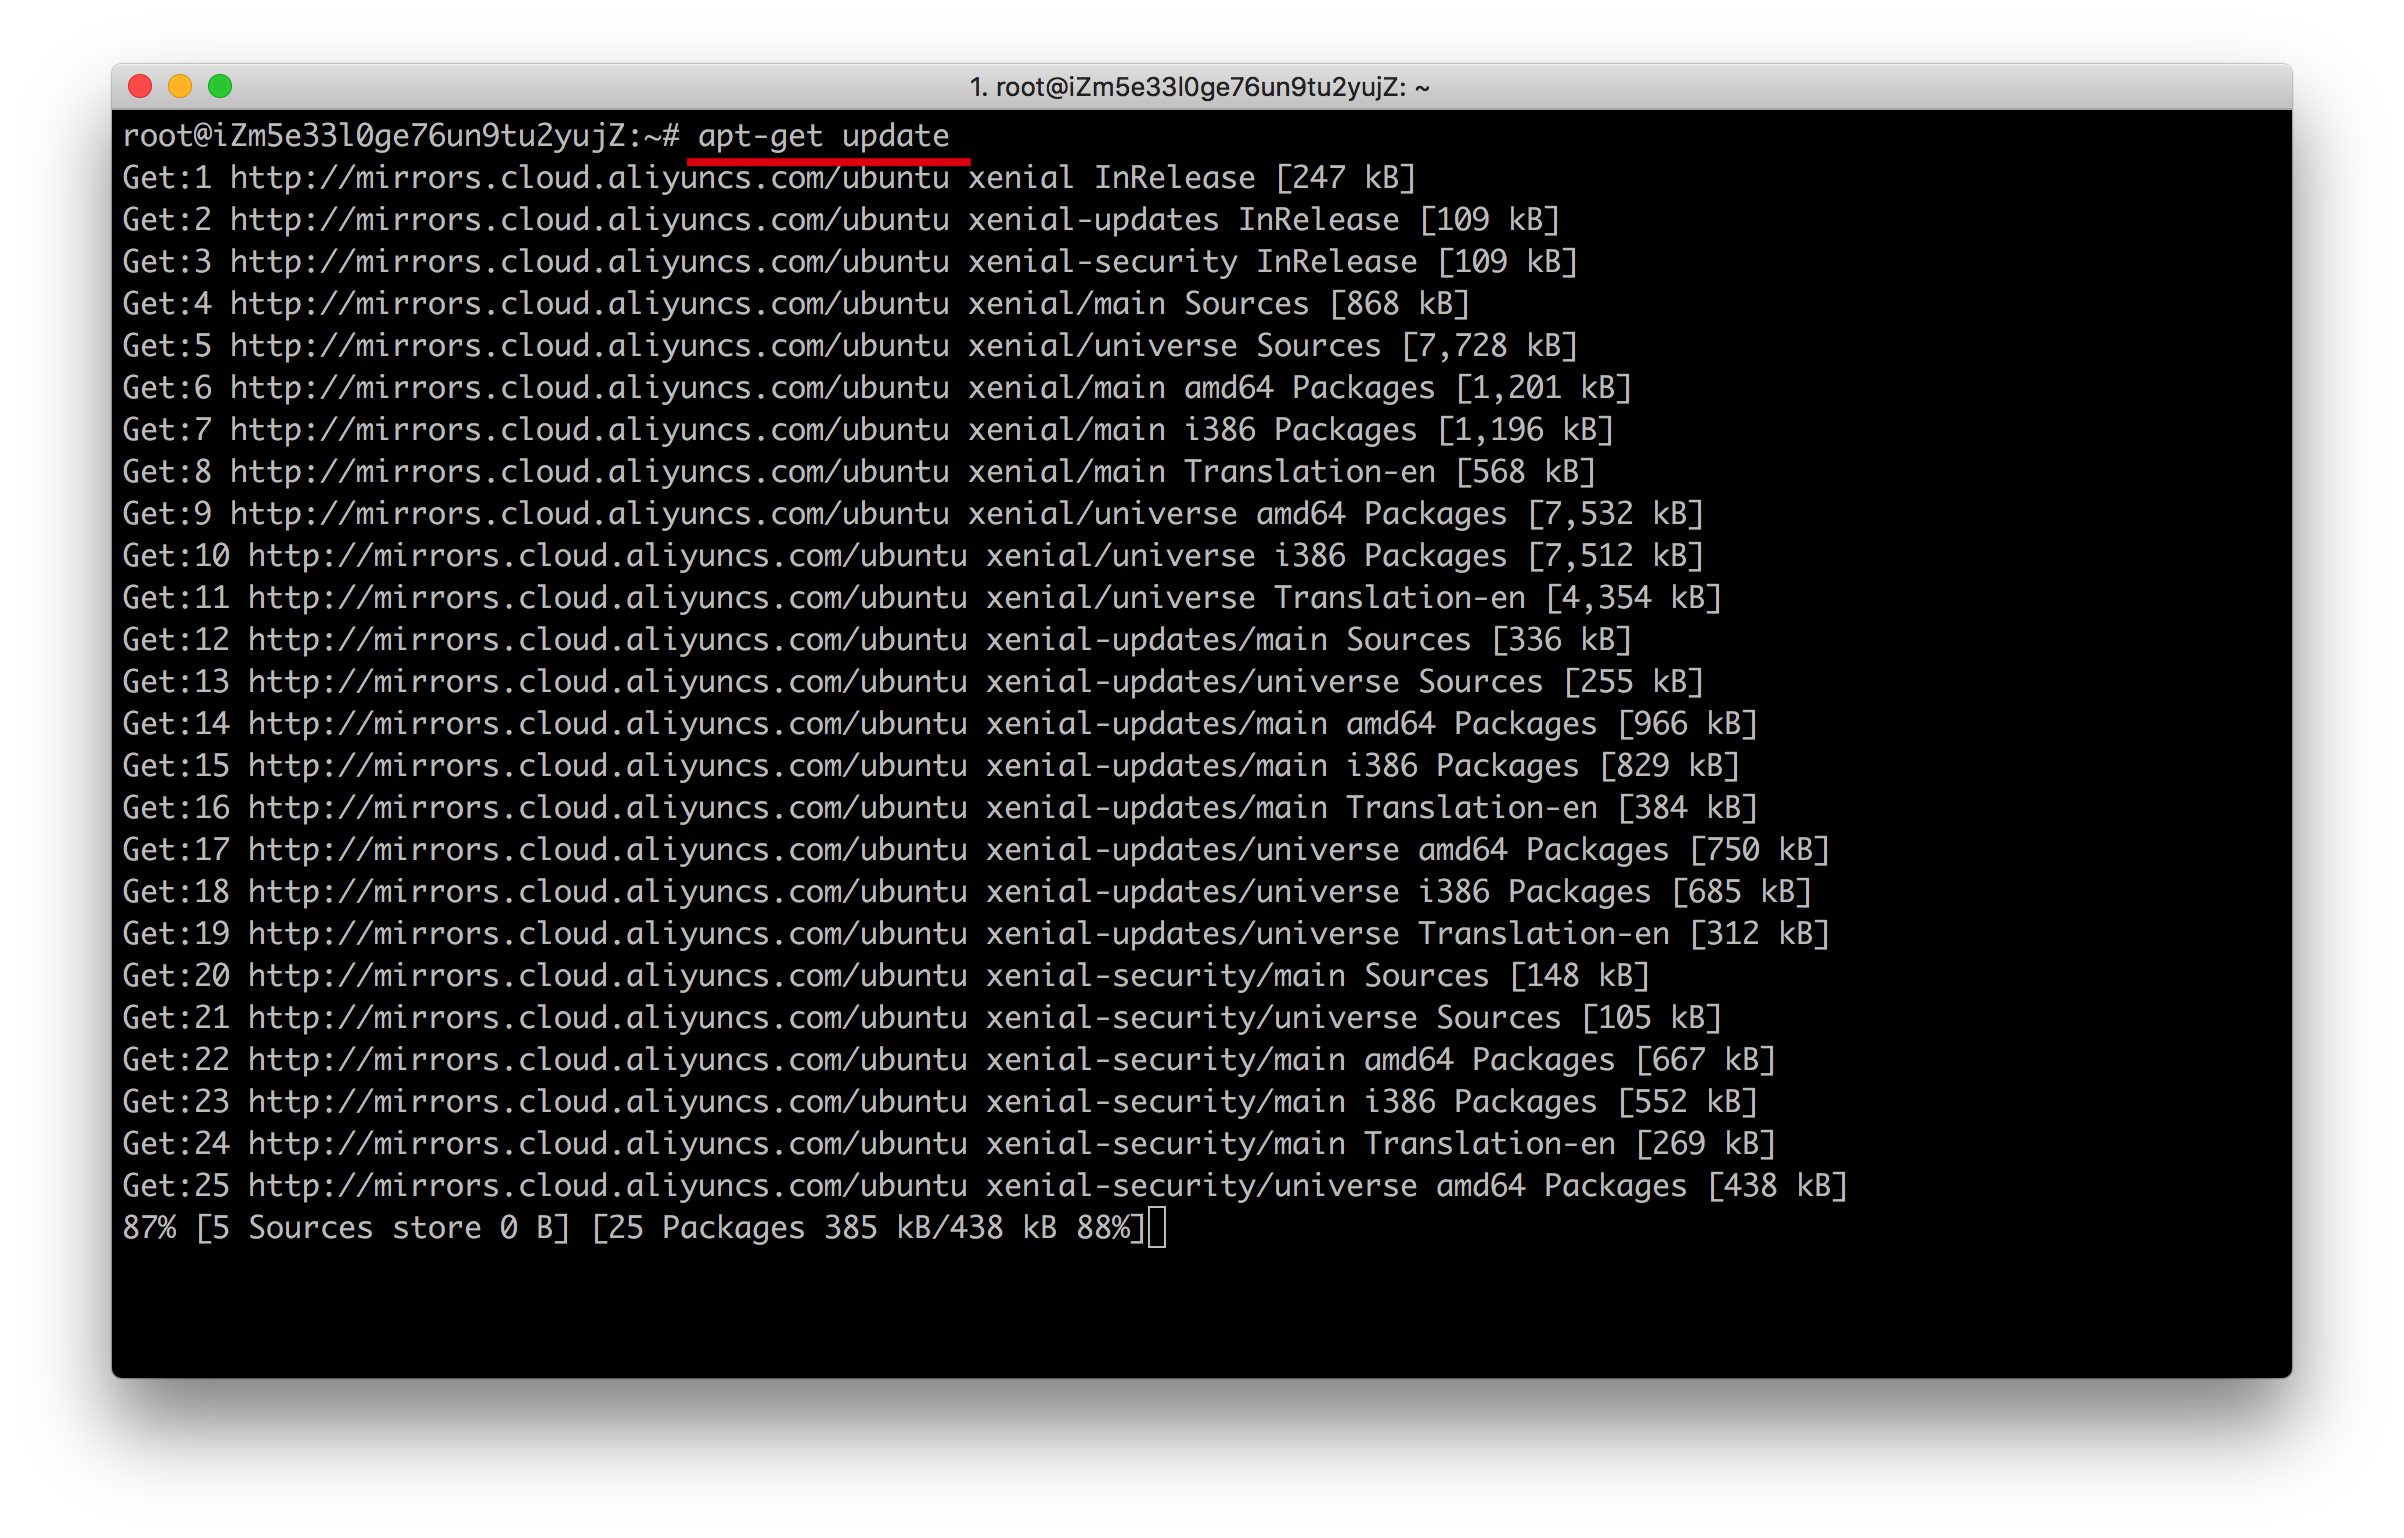 1. root@iZm5e33l0ge76un9tu2yujZ: ~
root@iZm5e33l0ge76un9tu2yujZ:~# apt-get update
Get:1 http://mirrors.cloud.aliyuncs.com/ubuntu xenial InRelease [247 kB]
Get:2 http://mirrors.cloud.aliyuncs.com/ubuntu xenial-updates InRelease [109 kB]
Get:3 http://mirrors.cloud.aliyuncs.com/ubuntu xenial-security InRelease [109 kB]
Get:4 http://mirrors.cloud.aliyuncs.com/ubuntu xenial/main Sources [868 kB]
Get:5 http://mirrors.cloud.aliyuncs.com/ubuntu xenial/universe Sources [7,728 kB]
Get:6 http://mirrors.cloud.aliyuncs.com/ubuntu xenial/main amd64 Packages [1,201 kB]
Get:7 http://mirrors.cloud.aliyuncs.com/ubuntu xenial/main i386 Packages [1,196 kB]
Get:8 http://mirrors.cloud.aliyuncs.com/ubuntu xenial/main Translation-en [568 kB]
Get:9 http://mirrors.cloud.aliyuncs.com/ubuntu xenial/universe amd64 Packages [7,532 kB]
Get:10 http://mirrors.cloud.aliyuncs.com/ubuntu xenial/universe i386 Packages [7,512 kB]
Get:11 http://mirrors.cloud.aliyuncs.com/ubuntu xenial/universe Translation-en [4,354 kB]
Get:12 http://mirrors.cloud.aliyuncs.com/ubuntu xenial-updates/main Sources [336 kB]
Get:13 http://mirrors.cloud.aliyuncs.com/ubuntu xenial-updates/universe Sources [255 kB]
Get:14 http://mirrors.cloud.aliyuncs.com/ubuntu xenial-updates/main amd64 Packages [966 kB]
Get:15 http://mirrors.cloud.aliyuncs.com/ubuntu xenial-updates/main i386 Packages [829 kB]
Get:16 http://mirrors.cloud.aliyuncs.com/ubuntu xenial-updates/main Translation-en [384 kB]
Get:17 http://mirrors.cloud.aliyuncs.com/ubuntu xenial-updates/universe amd64 Packages [750 kB]
Get:18 http://mirrors.cloud.aliyuncs.com/ubuntu xenial-updates/universe i386 Packages [685 kB]
Get:19 http://mirrors.cloud.aliyuncs.com/ubuntu xenial-updates/universe Translation-en [312 kB]
Get:20 http://mirrors.cloud.aliyuncs.com/ubuntu xenial-security/main Sources [148 kB]
Get:21 http://mirrors.cloud.aliyuncs.com/ubuntu xenial-security/universe Sources [105 kB]
Get:22 http://mirrors.cloud.aliyuncs.com/ubuntu xenial-security/main amd64 Packages [667 kB]
Get:23 http://mirrors.cloud.aliyuncs.com/ubuntu xenial-security/main i386 Packages [552 kB]
Get:24 http://mirrors.cloud.aliyuncs.com/ubuntu xenial-security/main Translation-en [269 kB]
Get:25 http://mirrors.cloud.aliyuncs.com/ubuntu xenial-security/universe amd64 Packages [438 kB]
87% [5 Sources store 0 B] [25 Packages 385 kB/438 kB 88%]